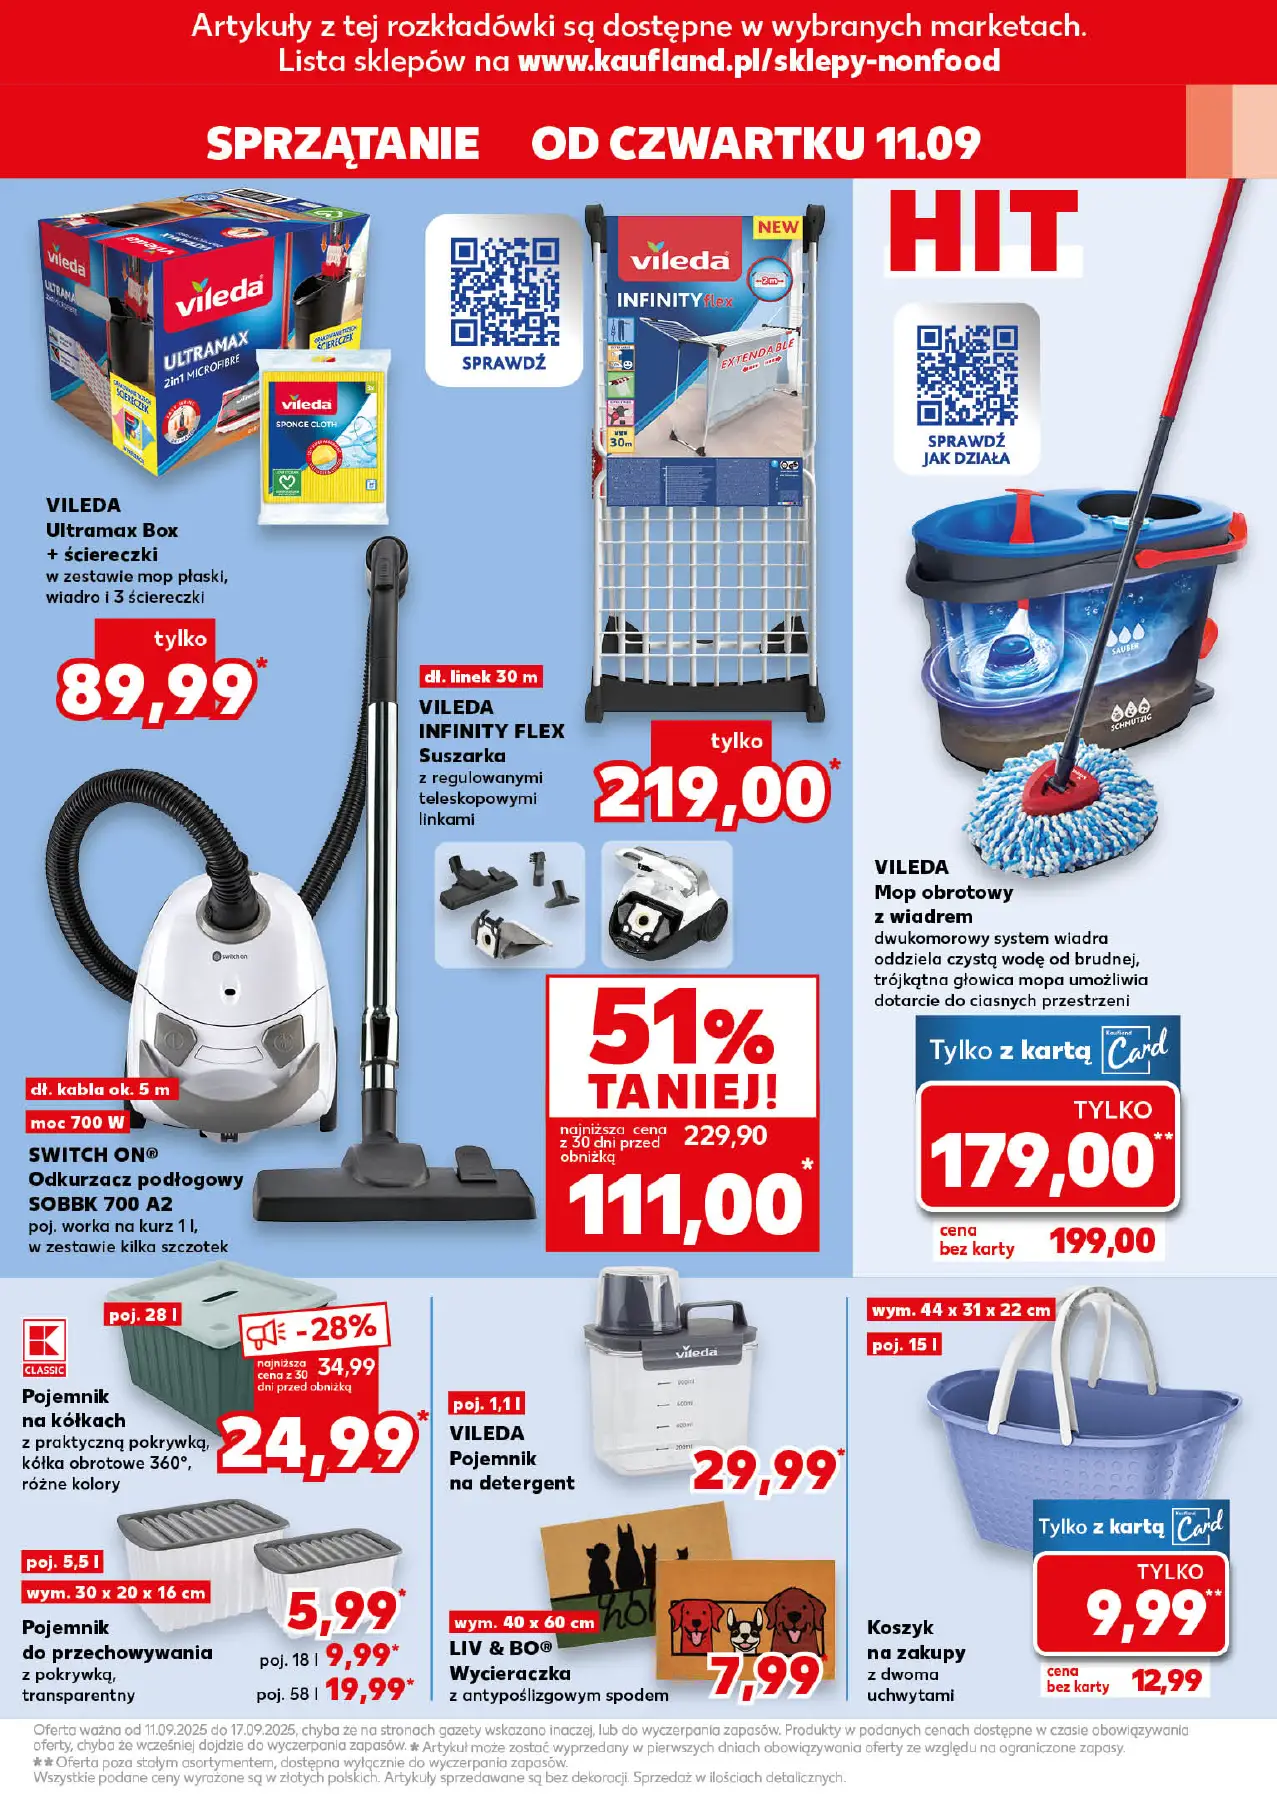 Artykuły z tej rozkładówki są dostępne w wybranych marketach.
Lista sklepów na www.kaufland.pl/sklepy-nonfood
SPRZĄTANIE OD CZWARTKU 11.09
vileda
ULTRAMAX
2in1 MICROFIBRE
vileda
SPONGE CLOTH
VILEDA
Ultramax Box
+ ściereczki
w zestawie mop płaski,
wiadro i 3 ściereczki
tylko
89,99*
SPRAWDŹ
NEW
vileda
INFINITY flex
2m
EXTENDABLE
30m
dł. linek 30 m
VILEDA
INFINITY FLEX
Suszarka
z regulowanymi
teleskopowymi
linkami
tylko
219,00*
HIT
SPRAWDŹ
JAK DZIAŁA
SAUBER
SCHMUTZIG
VILEDA
Mop obrotowy
z wiadrem
dwukomorowy system wiadra
oddziela czystą wodę od brudnej,
trójkątna głowica mopa umożliwia
dotarcie do ciasnych przestrzeni
Tylko z kartą Kaufland Card
TYLKO
179,00**
cena
bez karty 199,00
switch on
dł. kabla ok. 5 m
moc 700 W
SWITCH ON®
Odkurzacz podłogowy
SOBBK 700 A2
poj. worka na kurz 1 l,
w zestawie kilka szczotek
51%
TANIEJ!
najniższa cena
z 30 dni przed
obniżką 229,90
111,00*
K
CLASSIC
poj. 28 l
-28%
najniższa
cena z 30
dni przed obniżką 34,99
24,99*
Pojemnik
na kółkach
z praktyczną pokrywką,
kółka obrotowe 360°,
różne kolory
poj. 5,5 l
wym. 30 x 20 x 16 cm
5,99*
Pojemnik
do przechowywania
z pokrywką,
transparentny
poj. 18 l 9,99*
poj. 58 l 19,99*
vileda
poj. 1,1 l
VILEDA
Pojemnik
na detergent
29,99*
wym. 40 x 60 cm
LIV & BO®
Wycieraczka
z antypoślizgowym spodem
7,99*
wym. 44 x 31 x 22 cm
poj. 15 l
Koszyk
na zakupy
z dwoma
uchwytami
Tylko z kartą Kaufland Card
TYLKO
9,99**
cena
bez karty 12,99
Oferta ważna od 11.09.2025 do 17.09.2025, chyba że na stronach gazety wskazano inaczej, lub do wyczerpania zapasów. Produkty w podanych cenach dostępne w czasie obowiązywania
oferty, chyba że wcześniej dojdzie do wyczerpania zapasów. * Artykuł może zostać wyprzedany w pierwszych dniach obowiązywania oferty ze względu na ograniczone zapasy.
** Oferta poza stałym asortymentem, dostępna wyłącznie do wyczerpania zapasów.
Wszystkie podane ceny wyrażone są w złotych polskich. Artykuły sprzedawane są bez dekoracji. Sprzedaż w ilościach detalicznych.